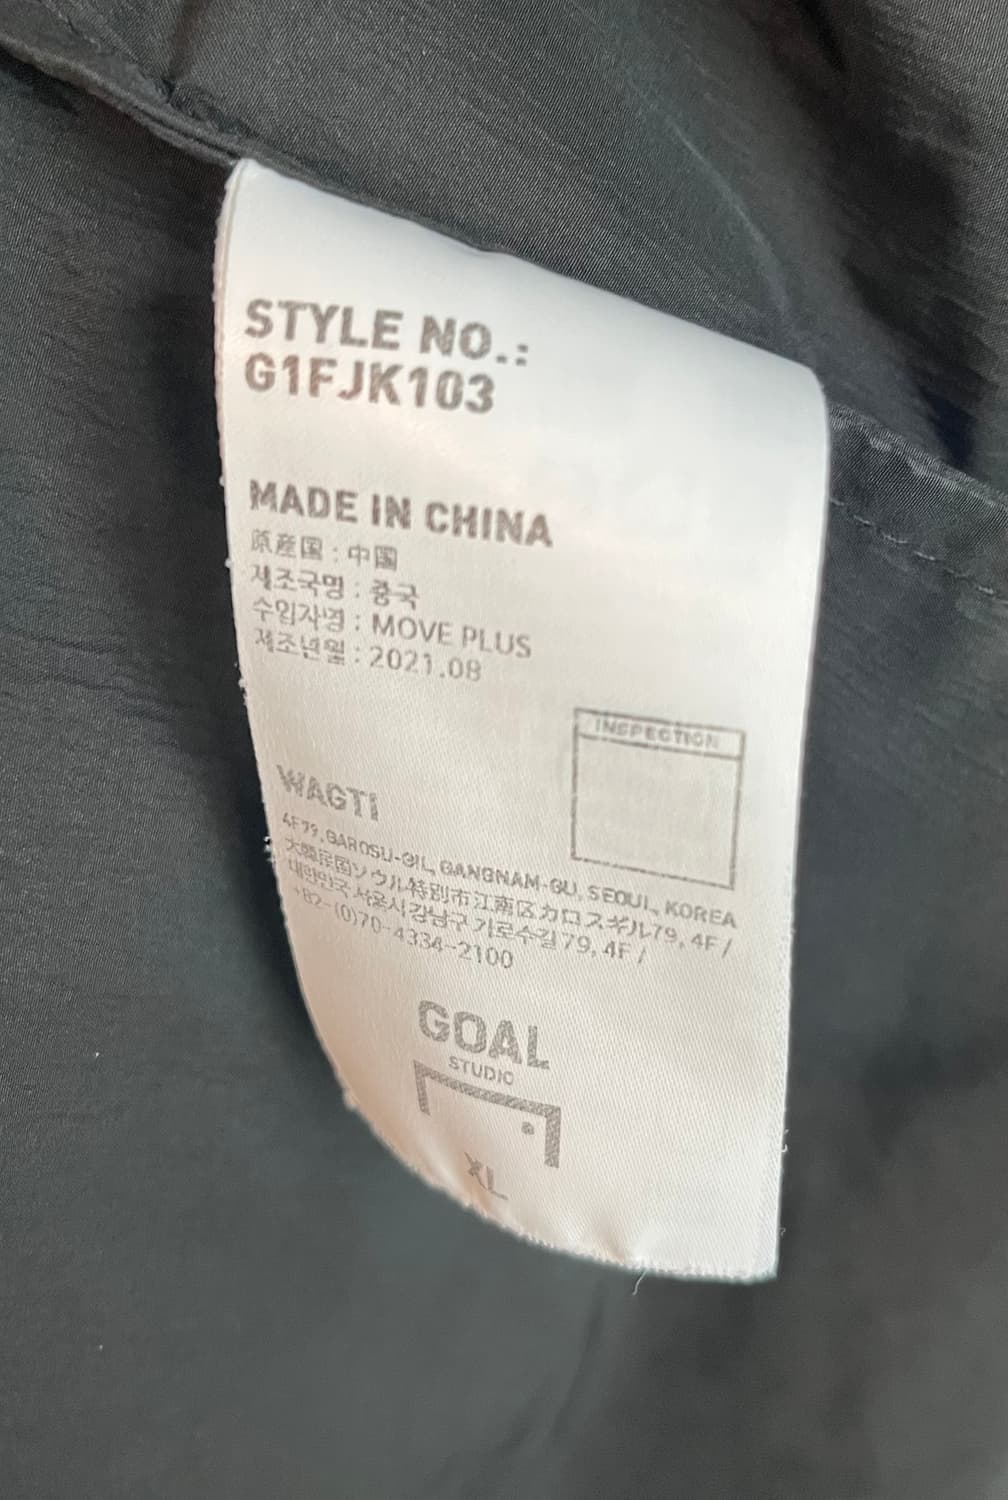 STYLE NO.:
G1FJK103
MADE IN CHINA
原産国 : 中国
제조국명 : 중국
수입자명 : MOVE PLUS
제조년월 : 2021.08
INSPECTION
WAGTI
4F 79, GAROSU-GIL, GANGNAM-GU, SEOUL, KOREA
大韓民国ソウル特別市江南区カロスギル79, 4F /
대한민국 서울시 강남구 가로수길 79, 4F /
+82-(0)70-4334-2100
GOAL
STUDIO
XL